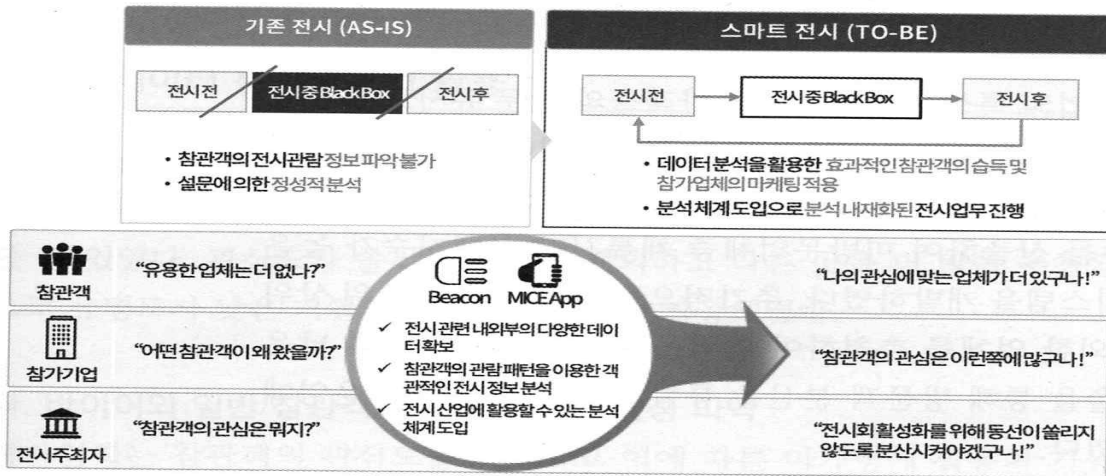 기존 전시 (AS-IS)
전시전
전시중 Black Box
전시후
• 참관객의 전시관람 정보 파악 불가
• 설문에 의한 정성적 분석
스마트 전시 (TO-BE)
전시전
전시중 Black Box
전시후
• 데이터 분석을 활용한 효과적인 참관객의 습득 및
참가업체의 마케팅 적용
• 분석 체계 도입으로 분석 내재화된 전시업무 진행
참관객
“유용한 업체는 더 없나?”
참가기업
“어떤 참관객이 왜 왔을까?”
전시주최자
“참관객의 관심은 뭐지?”
Beacon
MICE App
✓ 전시 관련 내외부의 다양한 데이
터 확보
✓ 참관객의 관람 패턴을 이용한 객
관적인 전시 정보 분석
✓ 전시 산업에 활용할 수 있는 분석
체계 도입
“나의 관심에 맞는 업체가 더 있구나!”
“참관객의 관심은 이런쪽에 많구나!”
“전시회 활성화를 위해 동선이 쏠리지
않도록 분산시켜야겠구나!”